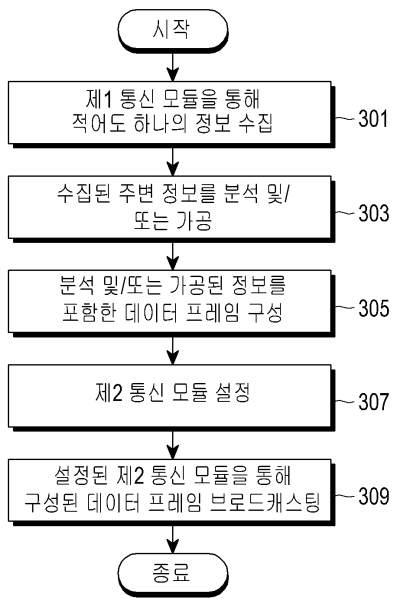 시작
제1 통신 모듈을 통해
적어도 하나의 정보 수집
301
수집된 주변 정보를 분석 및/
또는 가공
303
분석 및/또는 가공된 정보를
포함한 데이터 프레임 구성
305
제2 통신 모듈 설정
307
설정된 제2 통신 모듈을 통해
구성된 데이터 프레임 브로드캐스팅
309
종료